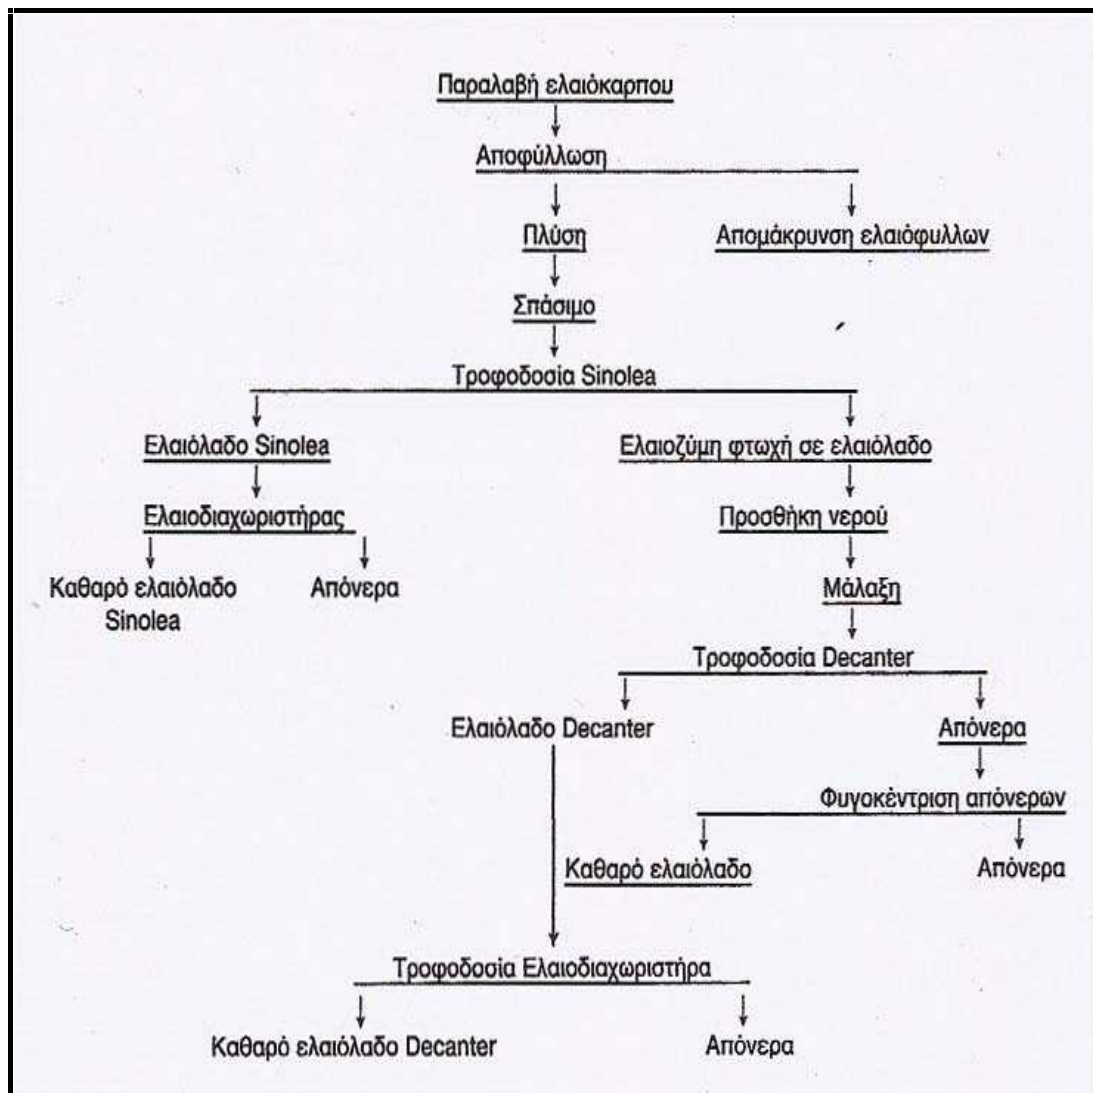 Παραλαβή ελαιόκαρπου
Αποφύλλωση
Πλύση
Απομάκρυνση ελαιόφυλλων
Σπάσιμο
Τροφοδοσία Sinolea
Ελαιόλαδο Sinolea
Ελαιοζύμη φτωχή σε ελαιόλαδο
Ελαιοδιαχωριστήρας
Προσθήκη νερού
Καθαρό ελαιόλαδο
Sinolea
Απόνερα
Μάλαξη
Τροφοδοσία Decanter
Ελαιόλαδο Decanter
Απόνερα
Φυγοκέντριση απόνερων
Καθαρό ελαιόλαδο
Απόνερα
Τροφοδοσία Ελαιοδιαχωριστήρα
Καθαρό ελαιόλαδο Decanter
Απόνερα